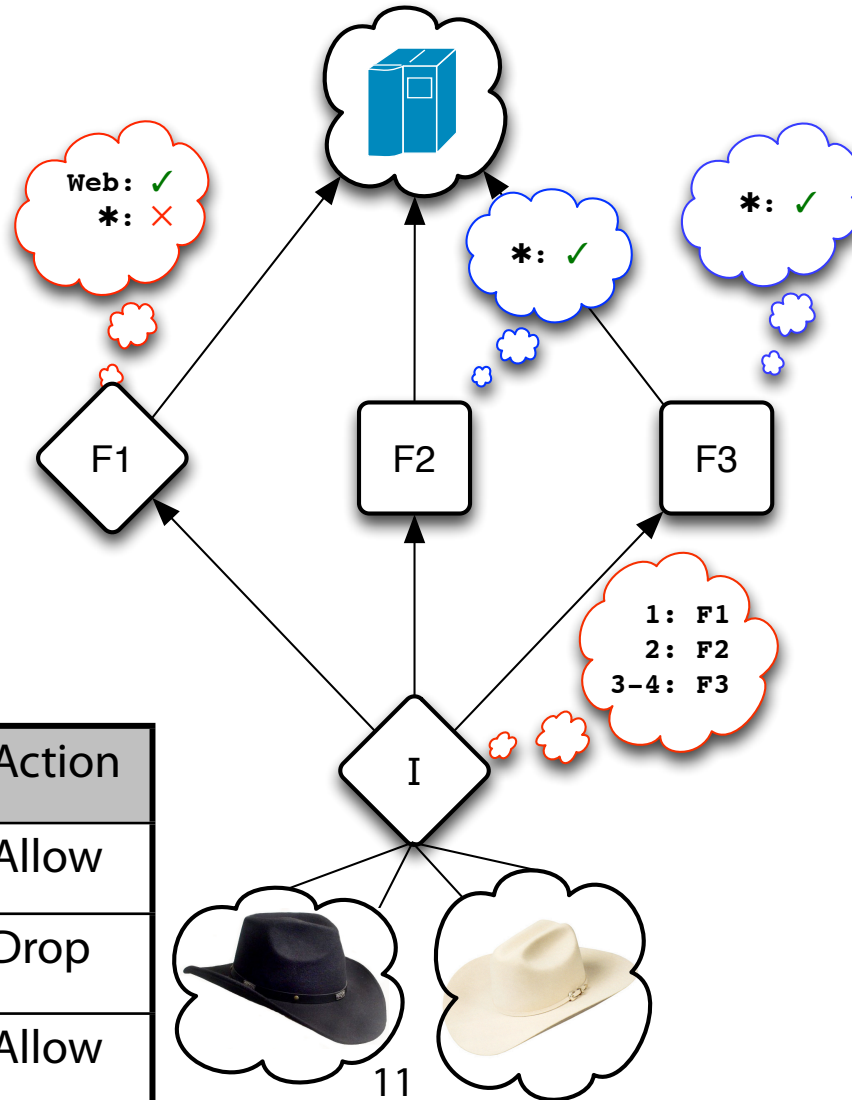 Web: ✓
*: ×
*: ✓
*: ✓
F1
F2
F3
1: F1
2: F2
3-4: F3
I
Action
Allow
Drop
Allow
11